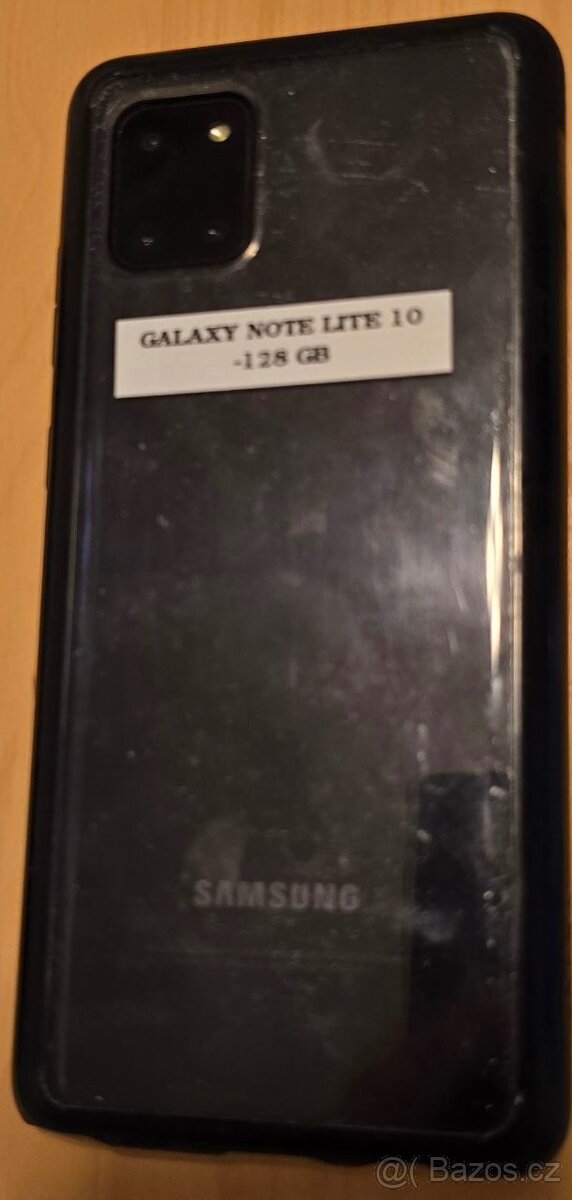 GALAXY NOTE LITE 10
-128 GB
SAMSUNG
@( Bazos.cz